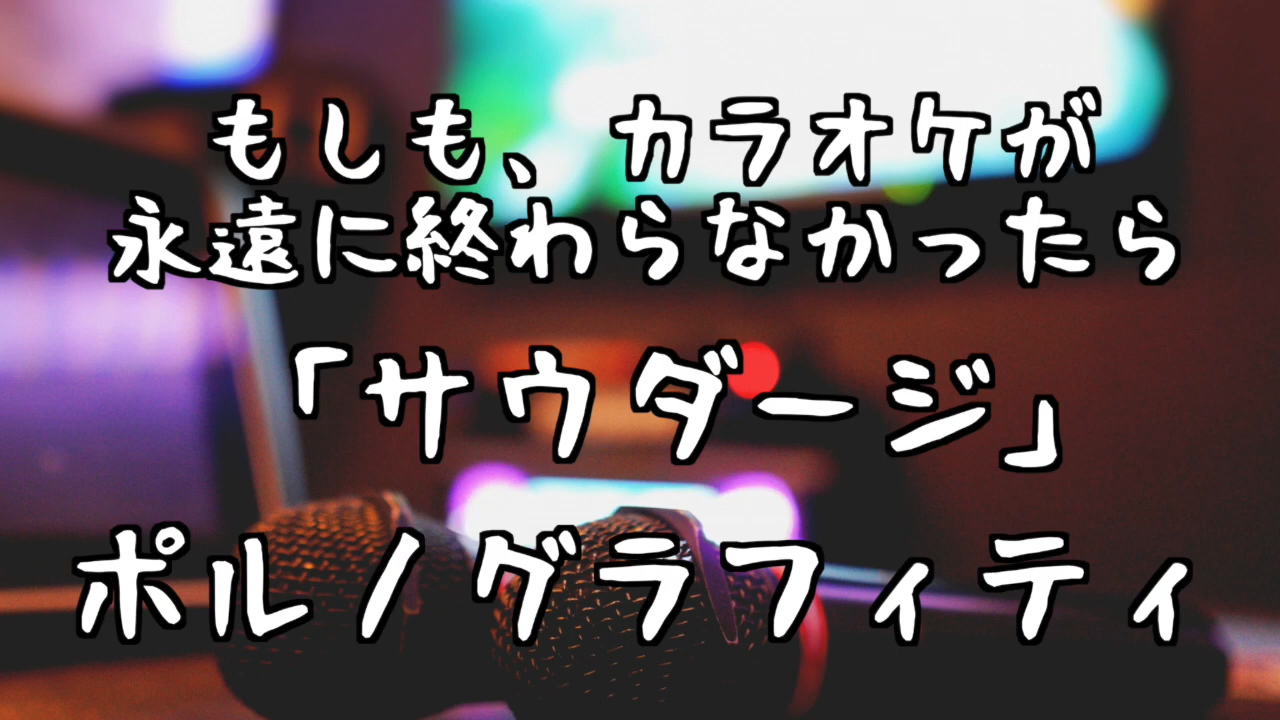 もしも、カラオケが
永遠に終わらなかったら
「サウダージ」
ポルノグラフィティ